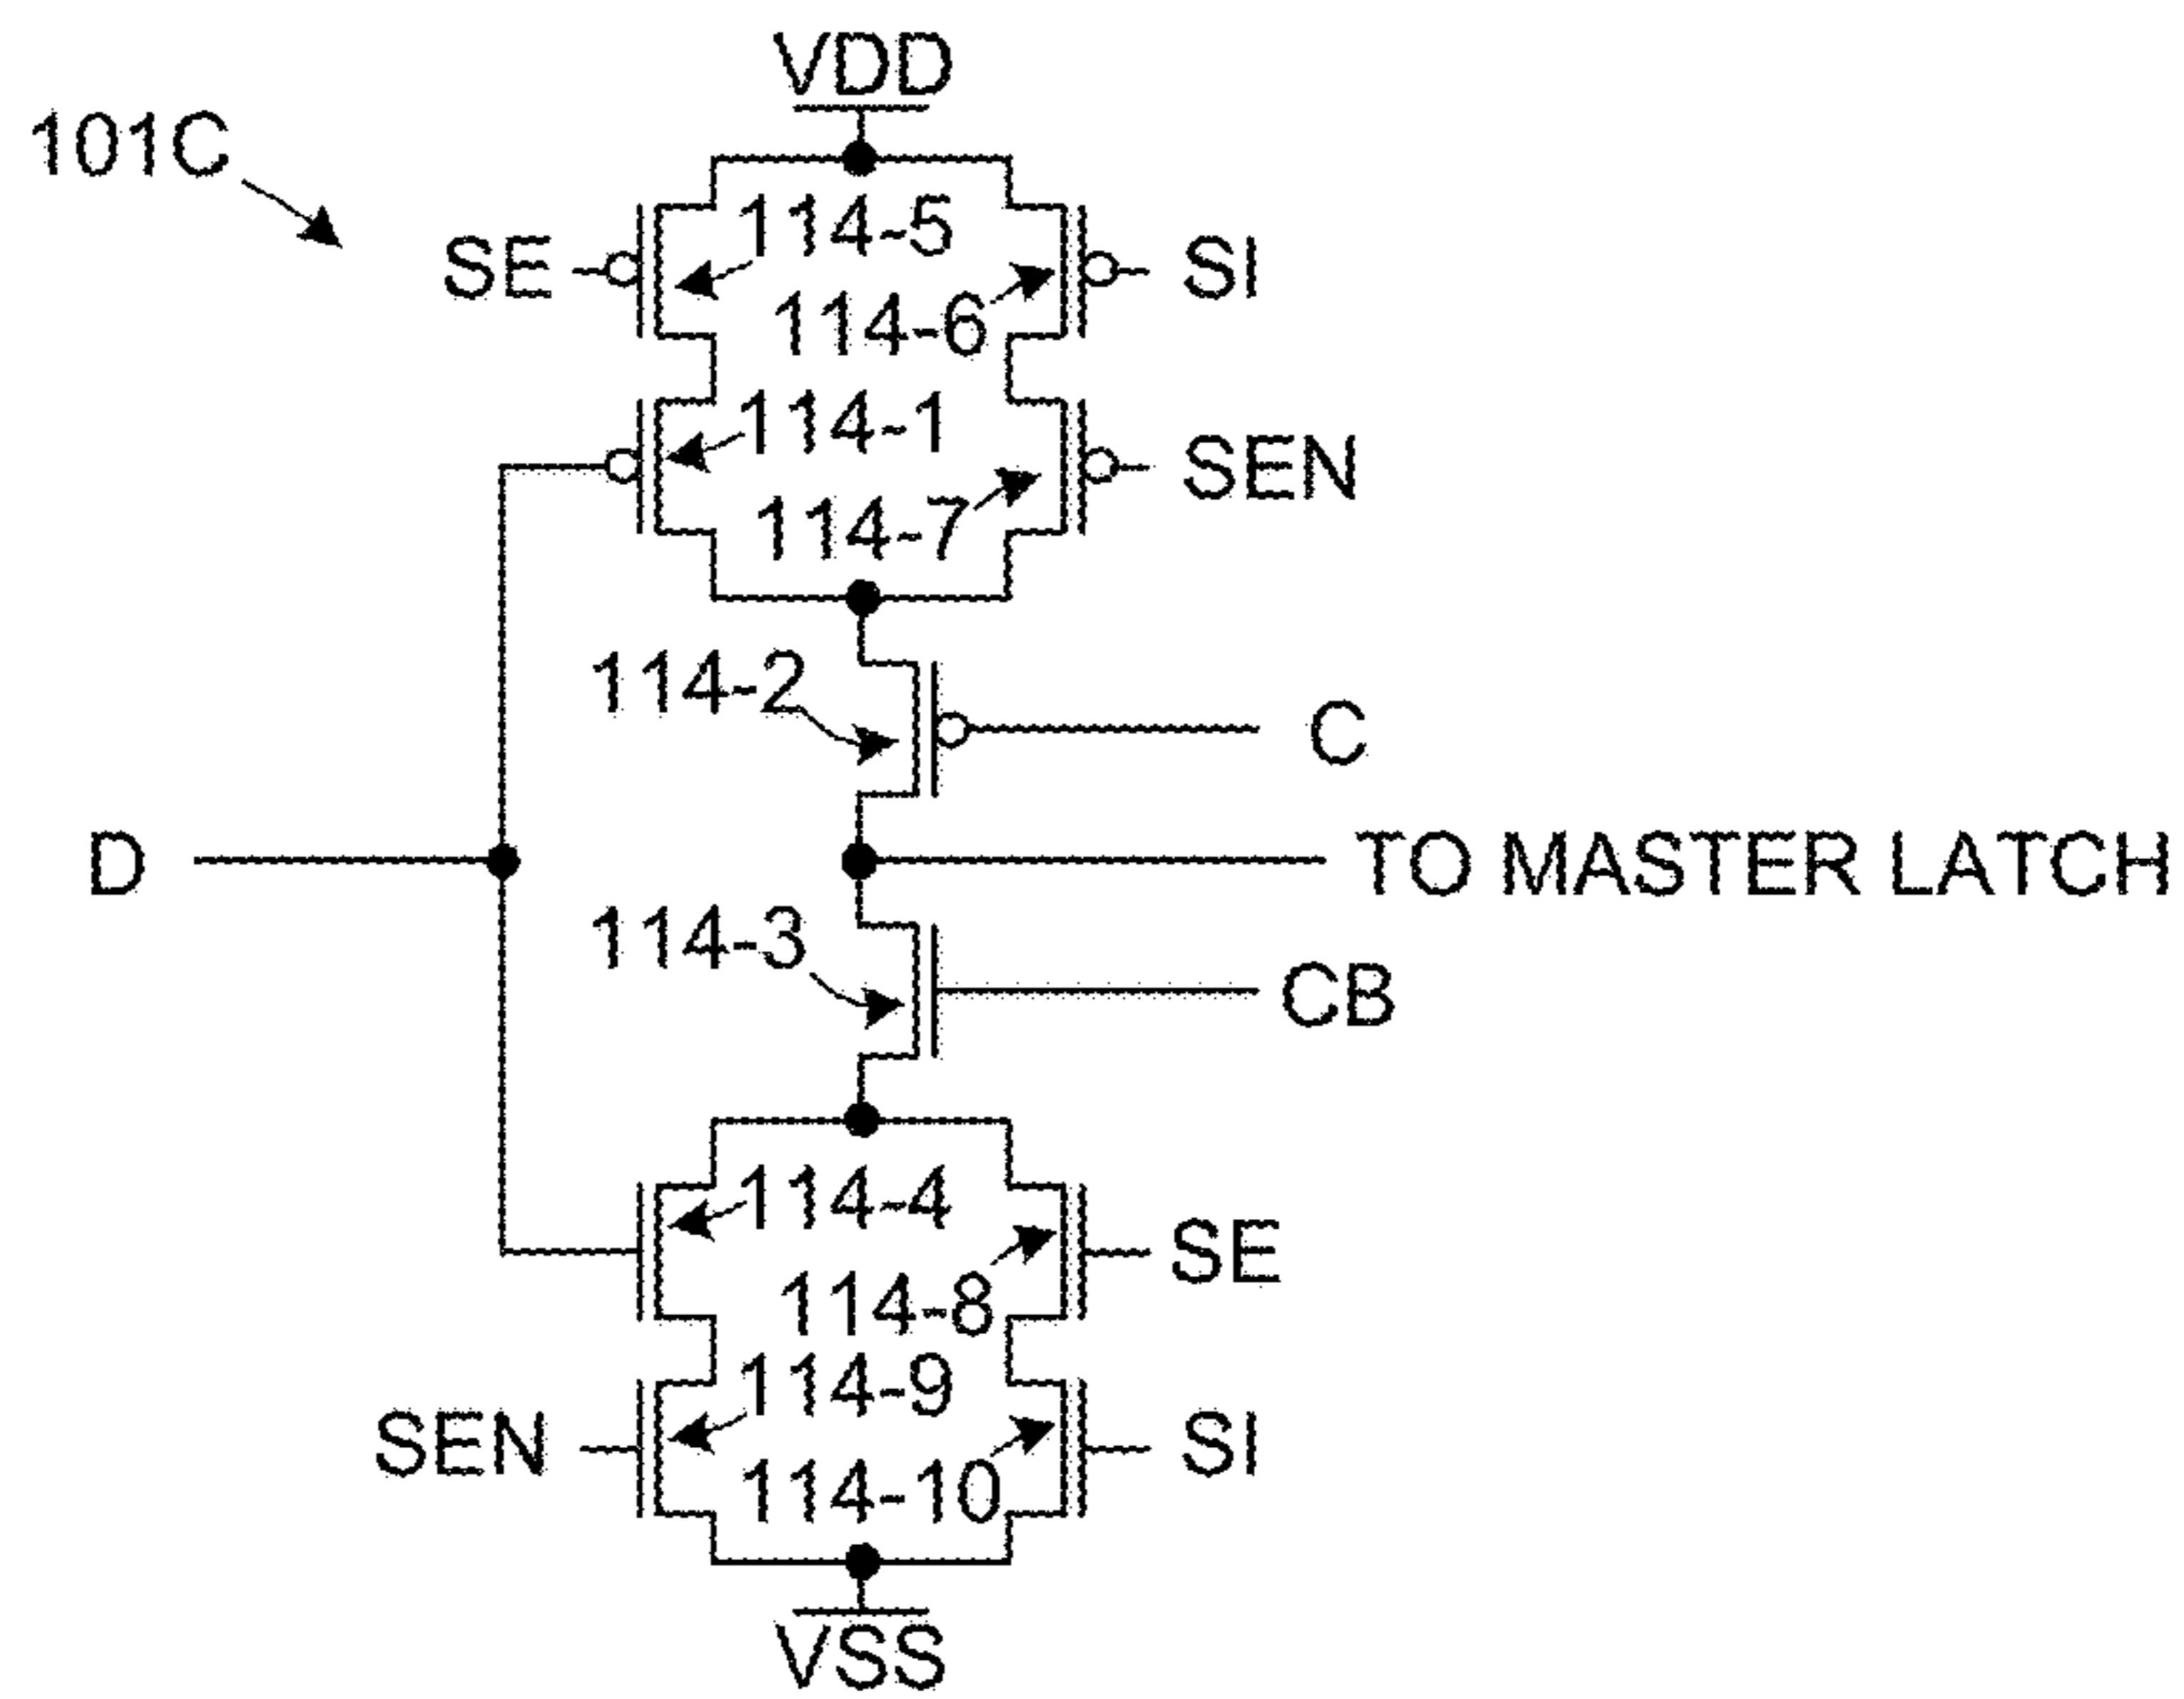 VDD
101C
114-5
SE
SI
114-6
114-1
SEN
114-7
114-2
C
D
TO MASTER LATCH
114-3
CB
114-4
SE
114-8
114-9
SEN
SI
114-10
VSS